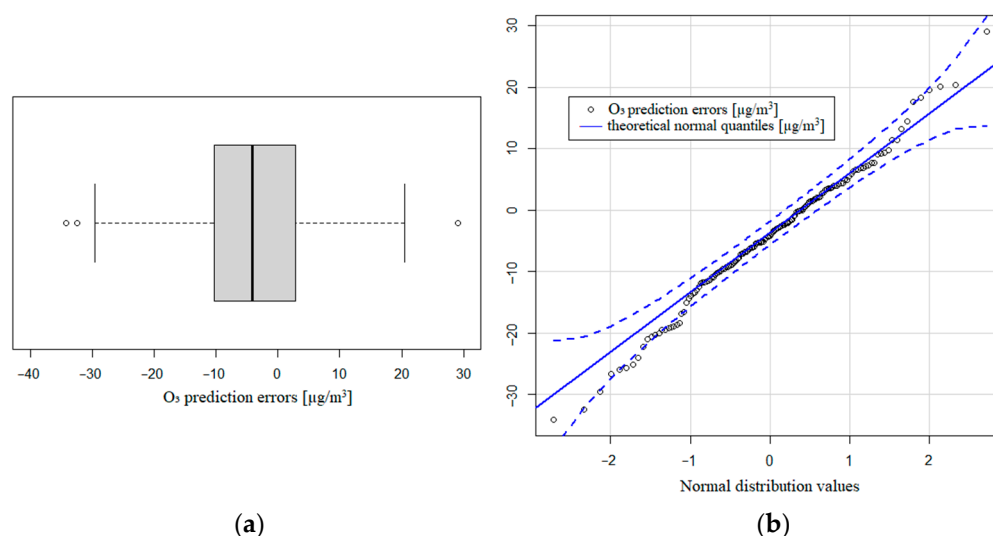 −40 −30 −20 −10 0 10 20 30
O₃ prediction errors [µg/m³]
(a)
30
20
10
0
−10
−20
−30
O₃ prediction errors [µg/m³]
theoretical normal quantiles [µg/m³]
−2 −1 0 1 2
Normal distribution values
(b)